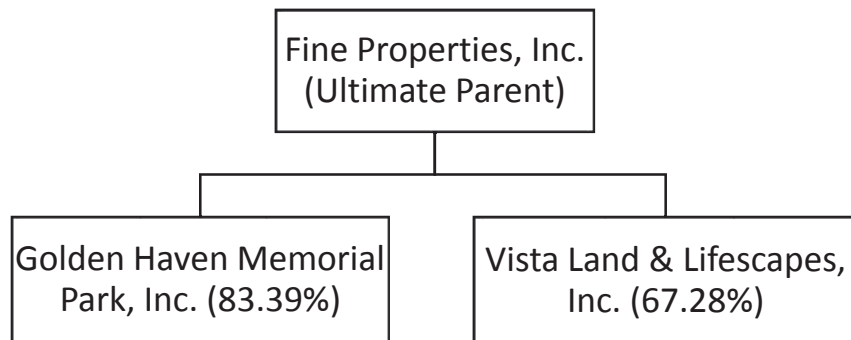 Fine Properties, Inc.
(Ultimate Parent)
Golden Haven Memorial
Park, Inc. (83.39%)
Vista Land & Lifescapes,
Inc. (67.28%)